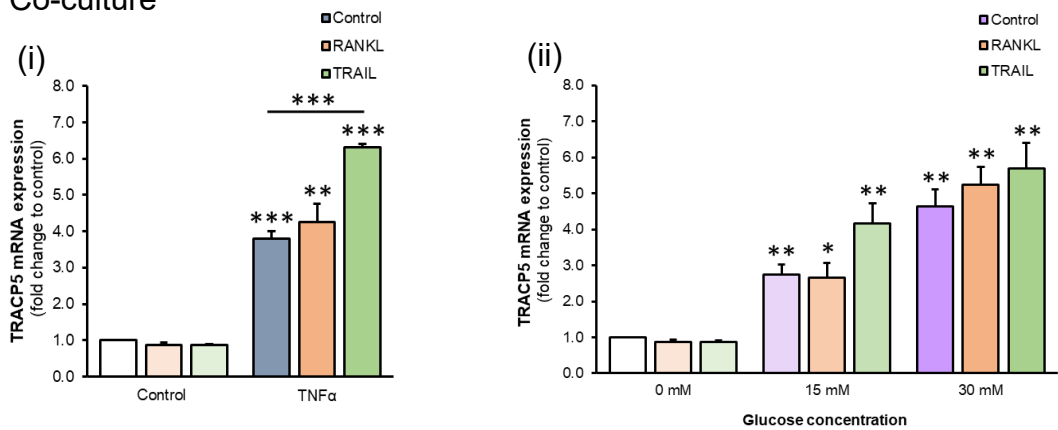 Co-culture
(i)
Control
RANKL
TRAIL
TRACP5 mRNA expression
(fold change to control)
8.0
7.0
6.0
5.0
4.0
3.0
2.0
1.0
0.0
***
***
**
***
Control
TNFα
(ii)
Control
RANKL
TRAIL
TRACP5 mRNA expression
(fold change to control)
8.0
7.0
6.0
5.0
4.0
3.0
2.0
1.0
0.0
**
*
**
**
**
**
0 mM
15 mM
30 mM
Glucose concentration